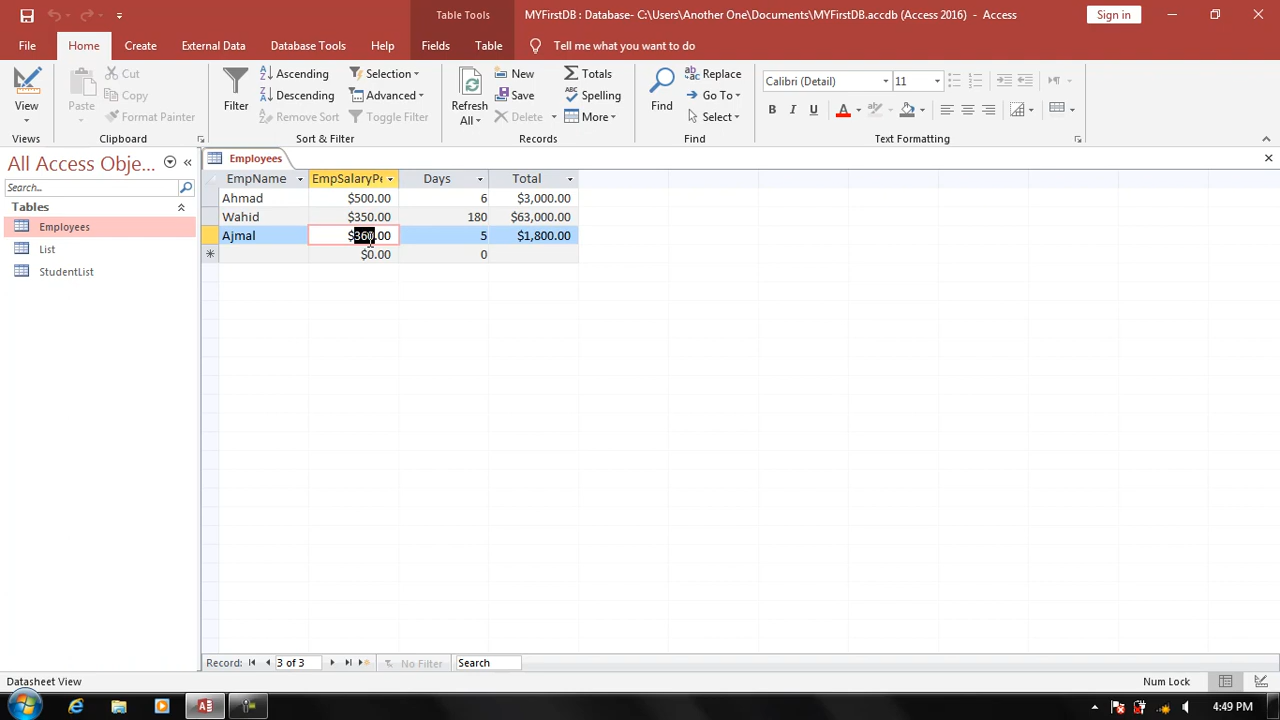 Table Tools
MYFirstDB : Database- C:\Users\Another One\Documents\MYFirstDB.accdb (Access 2016) - Access
Sign in
File Home Create External Data Database Tools Help Fields Table Tell me what you want to do
View
Views
Paste
Cut
Copy
Format Painter
Clipboard
Filter
Ascending
Descending
Remove Sort
Selection
Advanced
Toggle Filter
Sort & Filter
Refresh All
New
Save
Delete
Totals
Spelling
More
Records
Find
Replace
Go To
Select
Find
Calibri (Detail) 11
B I U A ab
Text Formatting
All Access Obje...
Search...
Tables
Employees
List
StudentList
Employees
EmpName EmpSalaryPe Days Total
Ahmad $500.00 6 $3,000.00
Wahid $350.00 180 $63,000.00
Ajmal $360.00 5 $1,800.00
$0.00 0
Record: 3 of 3 No Filter Search
Datasheet View Num Lock
4:49 PM